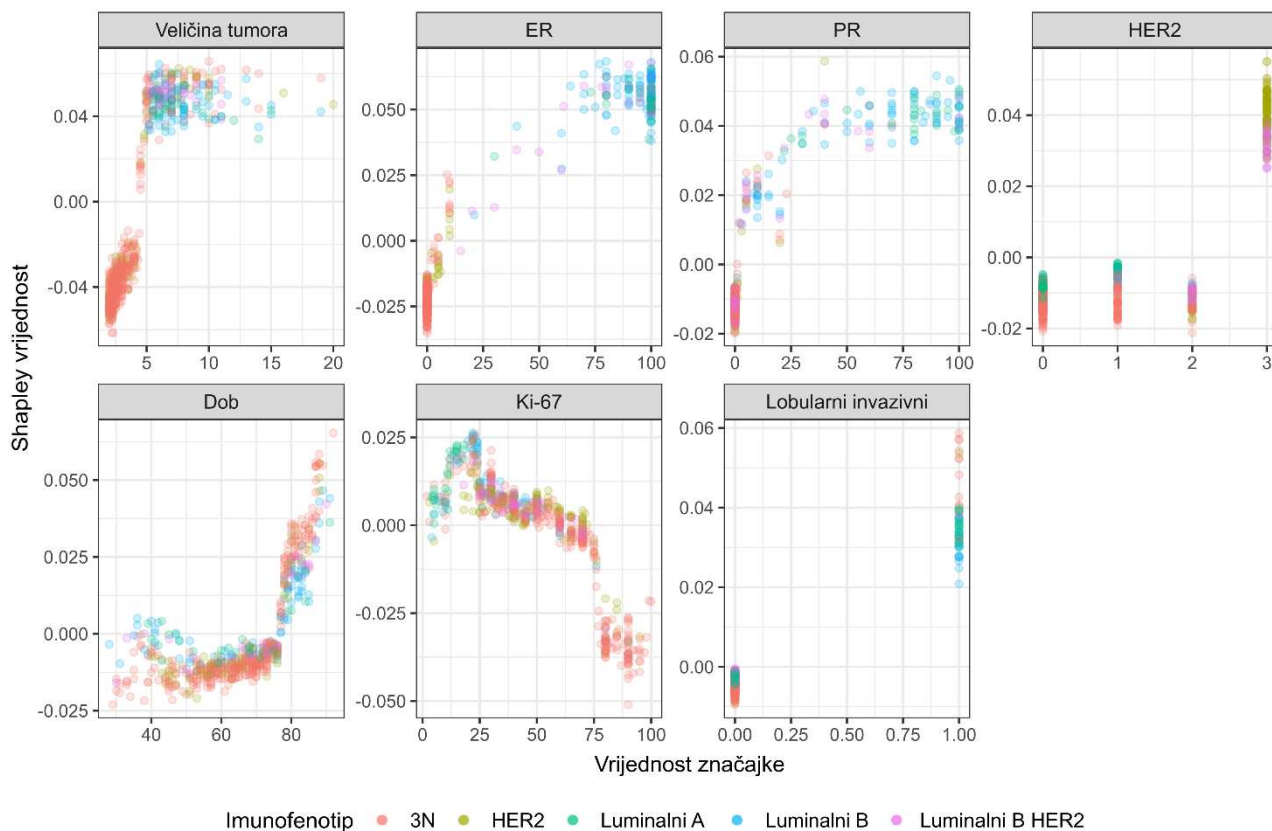 Veličina tumora
ER
PR
HER2
0.04
0.00
-0.04
0.050
0.025
0.000
-0.025
0.06
0.04
0.02
0.00
-0.02
0.04
0.02
0.00
-0.02
5 10 15 20
0 25 50 75 100
0 25 50 75 100
0 1 2 3
Shapley vrijednost
Dob
Ki-67
Lobularni invazivni
0.050
0.025
0.000
-0.025
0.025
0.000
-0.025
-0.050
0.06
0.04
0.02
0.00
40 60 80
0 25 50 75 100
0.00 0.25 0.50 0.75 1.00
Vrijednost značajke
Imunofenotip 3N HER2 Luminalni A Luminalni B Luminalni B HER2